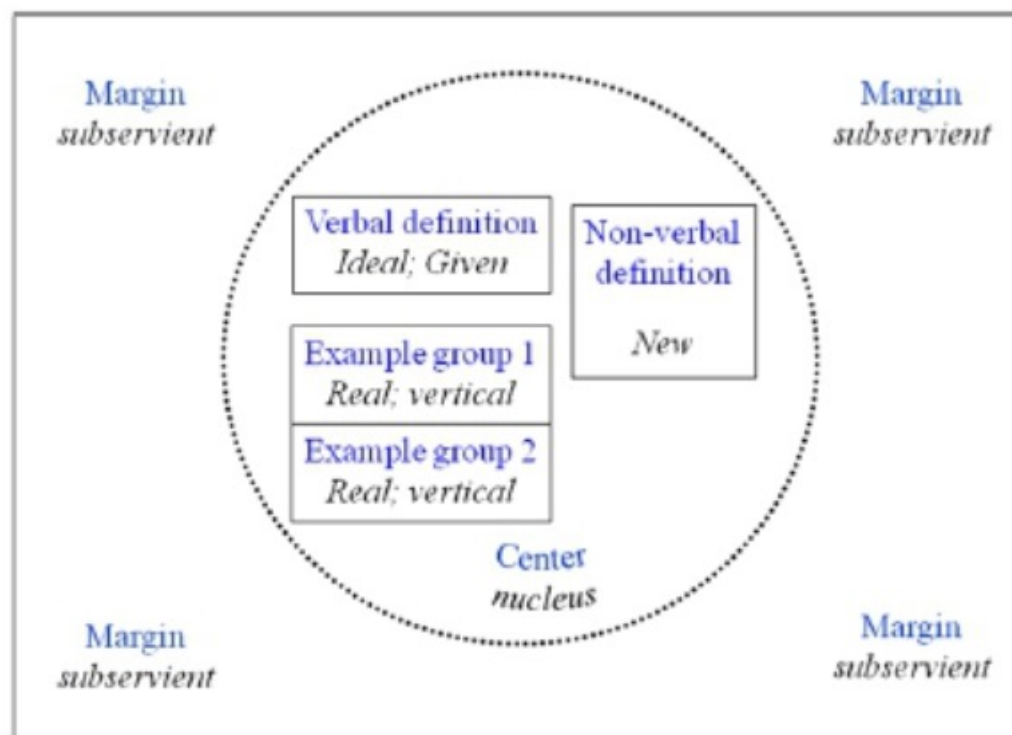 Margin
subservient
Margin
subservient
Verbal definition
Ideal; Given
Non-verbal
definition
New
Example group 1
Real; vertical
Example group 2
Real; vertical
Center
nucleus
Margin
subservient
Margin
subservient